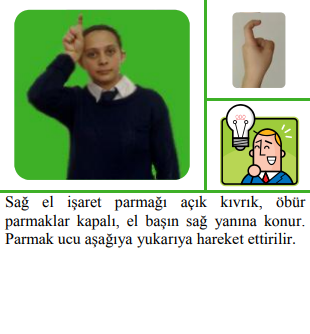 Sağ el işaret parmağı açık kıvrık, öbür
parmaklar kapalı, el başın sağ yanına konur.
Parmak ucu aşağıya yukarıya hareket ettirilir.